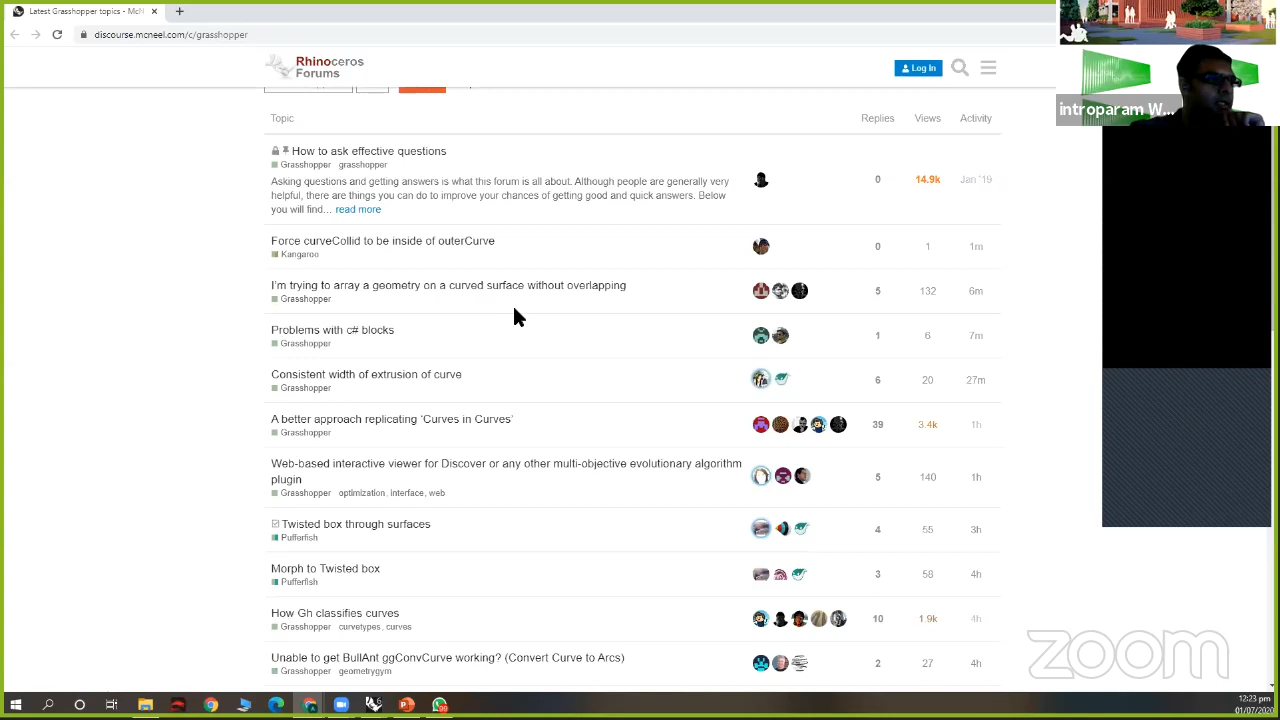 Latest Grasshopper topics - McN
discourse.mcneel.com/c/grasshopper
Rhinoceros
Forums
Log In
introparam W...
Topic Replies Views Activity
How to ask effective questions
Grasshopper grasshopper
Asking questions and getting answers is what this forum is all about. Although people are generally very
helpful, there are things you can do to improve your chances of getting good and quick answers. Below
you will find... read more
0 14.9k Jan '19
Force curveCollid to be inside of outerCurve
Kangaroo
0 1 1m
I'm trying to array a geometry on a curved surface without overlapping
Grasshopper
5 132 6m
Problems with c# blocks
Grasshopper
1 6 7m
Consistent width of extrusion of curve
Grasshopper
6 20 27m
A better approach replicating 'Curves in Curves'
Grasshopper
39 3.4k 1h
Web-based interactive viewer for Discover or any other multi-objective evolutionary algorithm
plugin
Grasshopper optimization, interface, web
5 140 1h
Twisted box through surfaces
Pufferfish
4 55 3h
Morph to Twisted box
Pufferfish
3 58 4h
How Gh classifies curves
Grasshopper curvetypes, curves
10 1.9k 4h
Unable to get BullAnt ggConvCurve working? (Convert Curve to Arcs)
Grasshopper geometrygym
2 27 4h
zoom
12:23 pm
01/07/2020